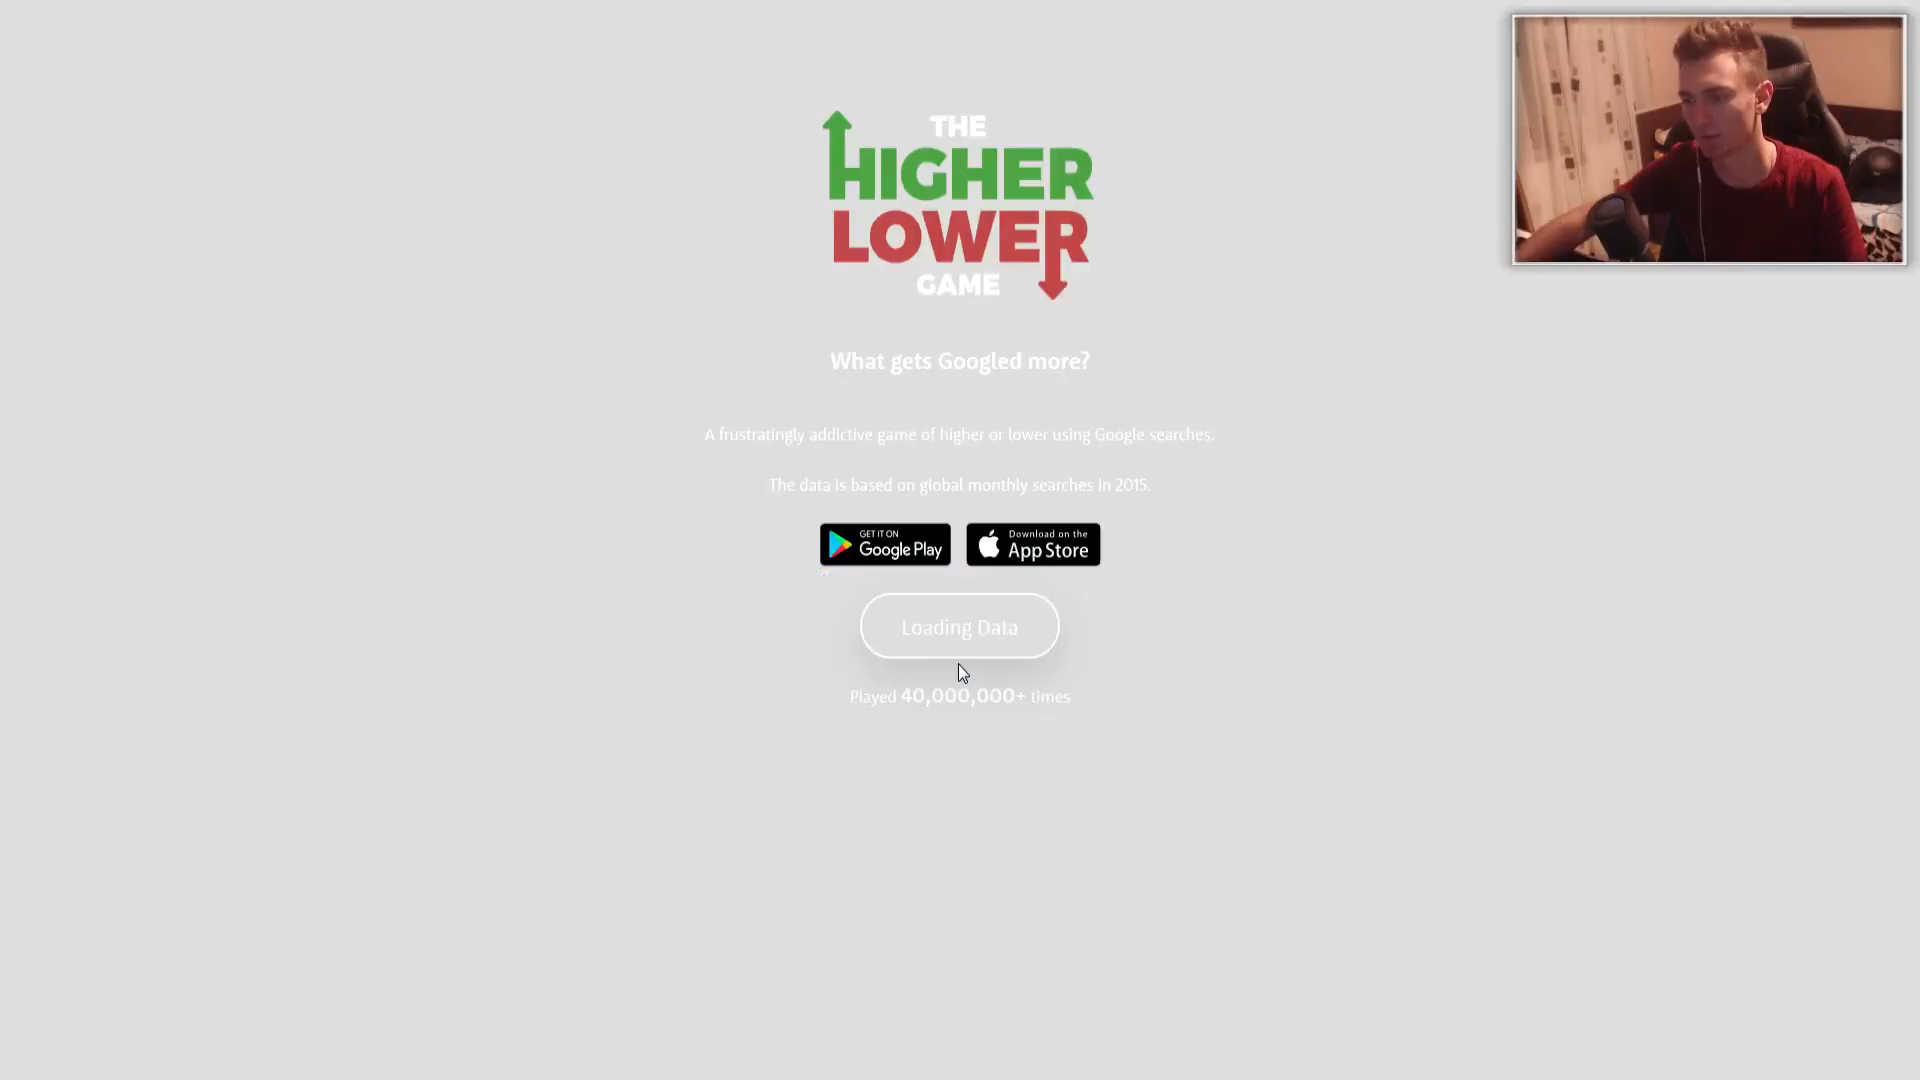 THE
HIGHER
LOWER
GAME
What gets Googled more?
A frustratingly addictive game of higher or lower using Google searches.
The data is based on global monthly searches in 2015.
GET IT ON
Google Play
Download on the
App Store
Loading Data
Played 40,000,000+ times